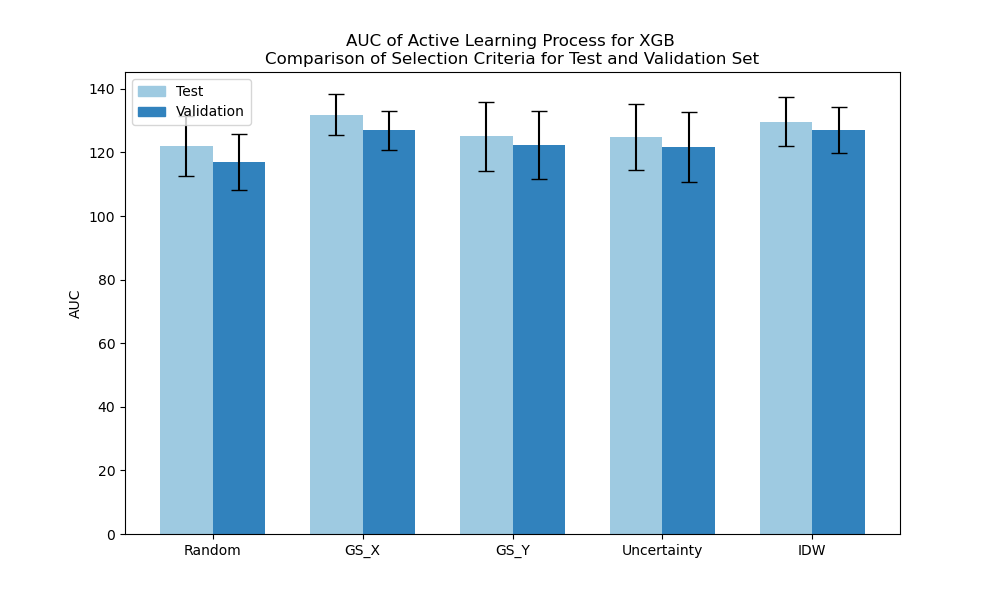 AUC of Active Learning Process for XGB
Comparison of Selection Criteria for Test and Validation Set
Test
Validation
AUC
140
120
100
80
60
40
20
0
Random GS_X GS_Y Uncertainty IDW